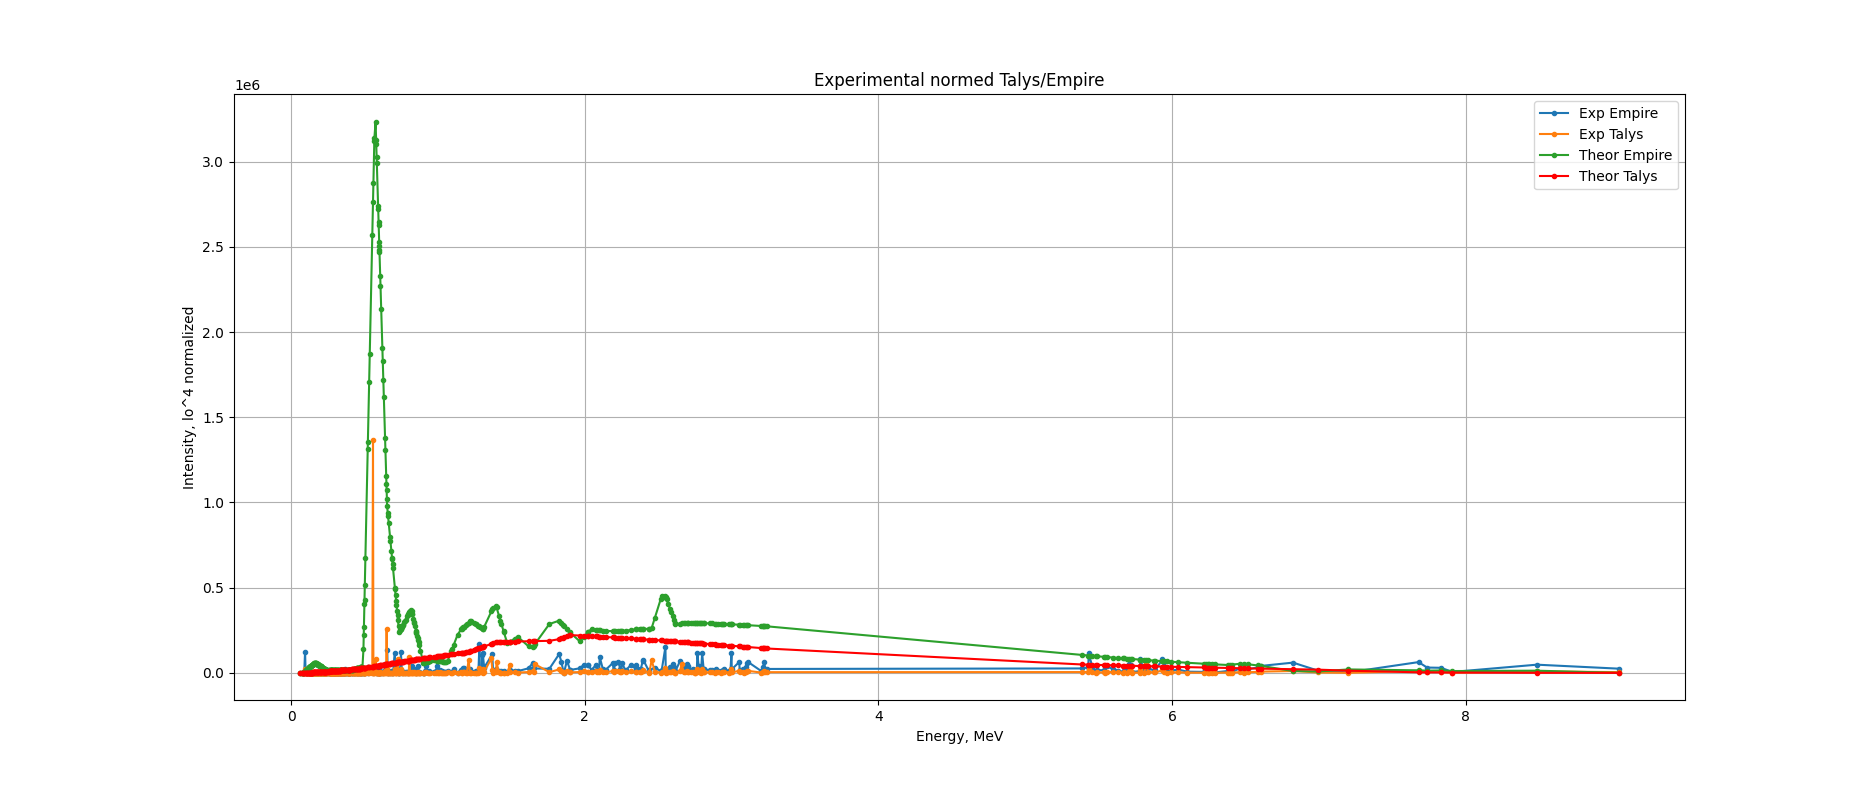 Experimental normed Talys/Empire
1e6
Exp Empire
Exp Talys
Theor Empire
Theor Talys
3.0
2.5
2.0
1.5
1.0
0.5
0.0
Intensity, Io^4 normalized
0 2 4 6 8
Energy, MeV